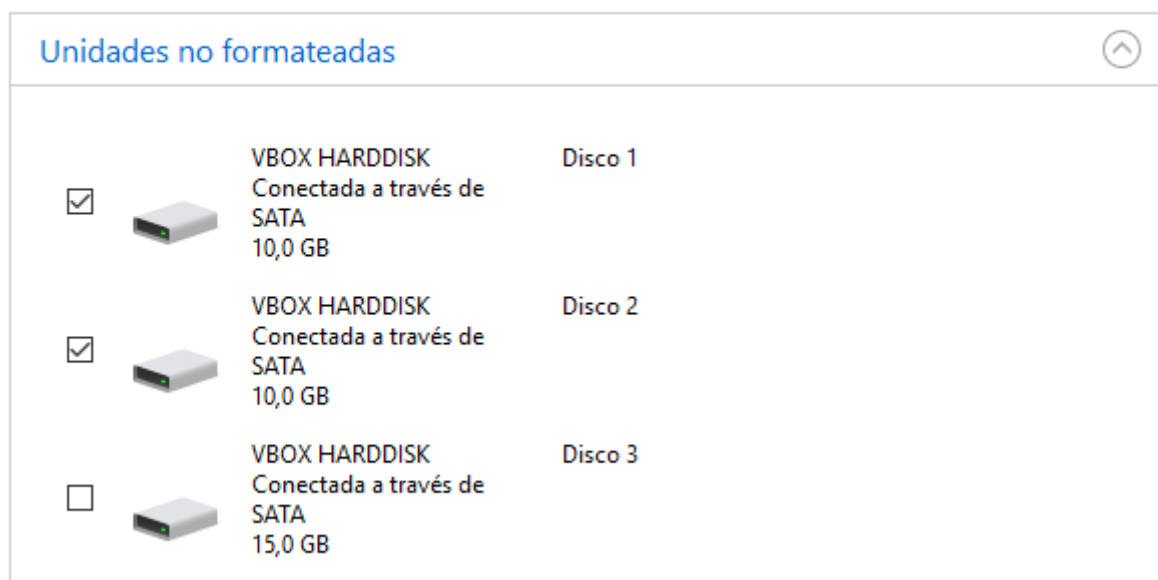 Unidades no formateadas
VBOX HARDDISK Disco 1
Conectada a través de
SATA
10,0 GB
VBOX HARDDISK Disco 2
Conectada a través de
SATA
10,0 GB
VBOX HARDDISK Disco 3
Conectada a través de
SATA
15,0 GB